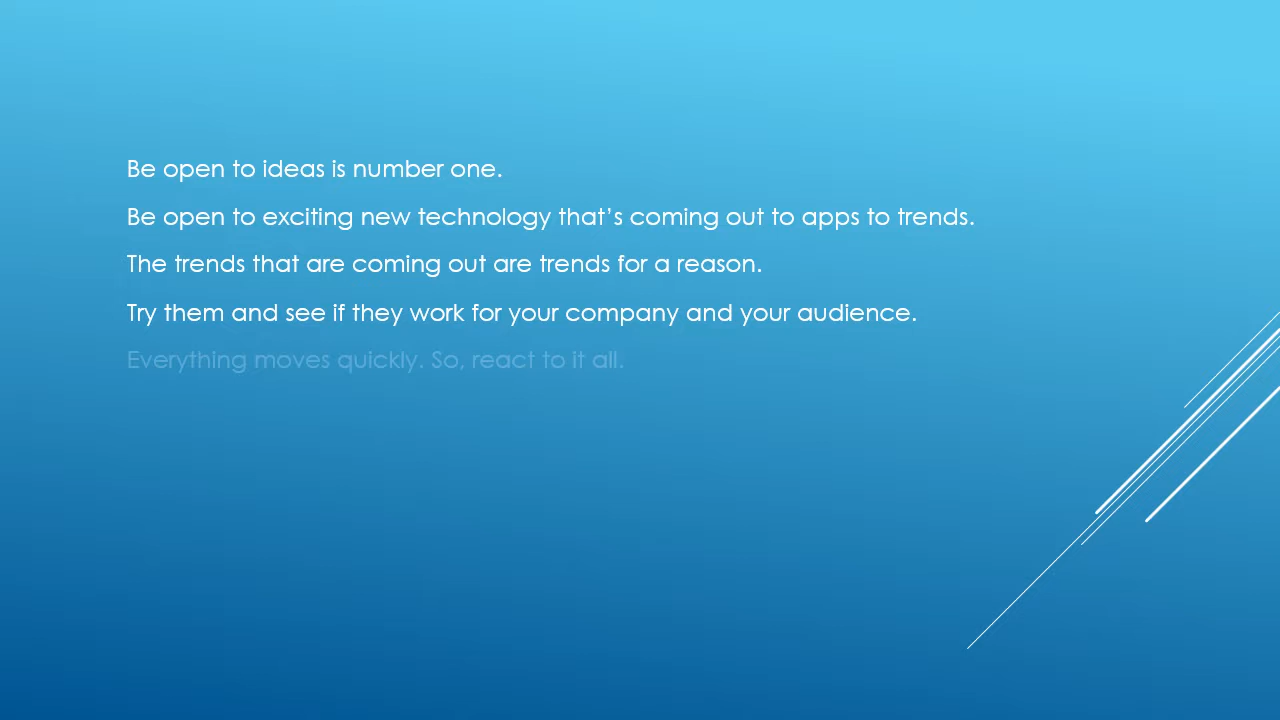 Be open to ideas is number one.
Be open to exciting new technology that’s coming out to apps to trends.
The trends that are coming out are trends for a reason.
Try them and see if they work for your company and your audience.
Everything moves quickly. So, react to it all.